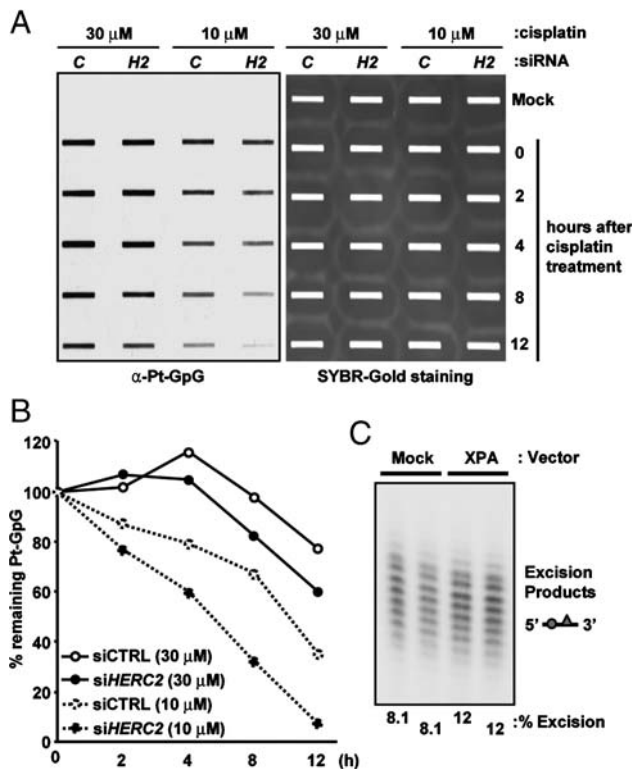 A
30 μM 10 μM 30 μM 10 μM :cisplatin
C H2 C H2 C H2 C H2 :siRNA
Mock
0
2
4
8
12
hours after
cisplatin
treatment
α-Pt-GpG SYBR-Gold staining
B
% remaining Pt-GpG
120
100
80
60
40
20
0
0 2 4 8 12 (h)
siCTRL (30 μM)
siHERC2 (30 μM)
siCTRL (10 μM)
siHERC2 (10 μM)
C
Mock XPA : Vector
Excision
Products
5' 3'
8.1 8.1 12 12 :% Excision